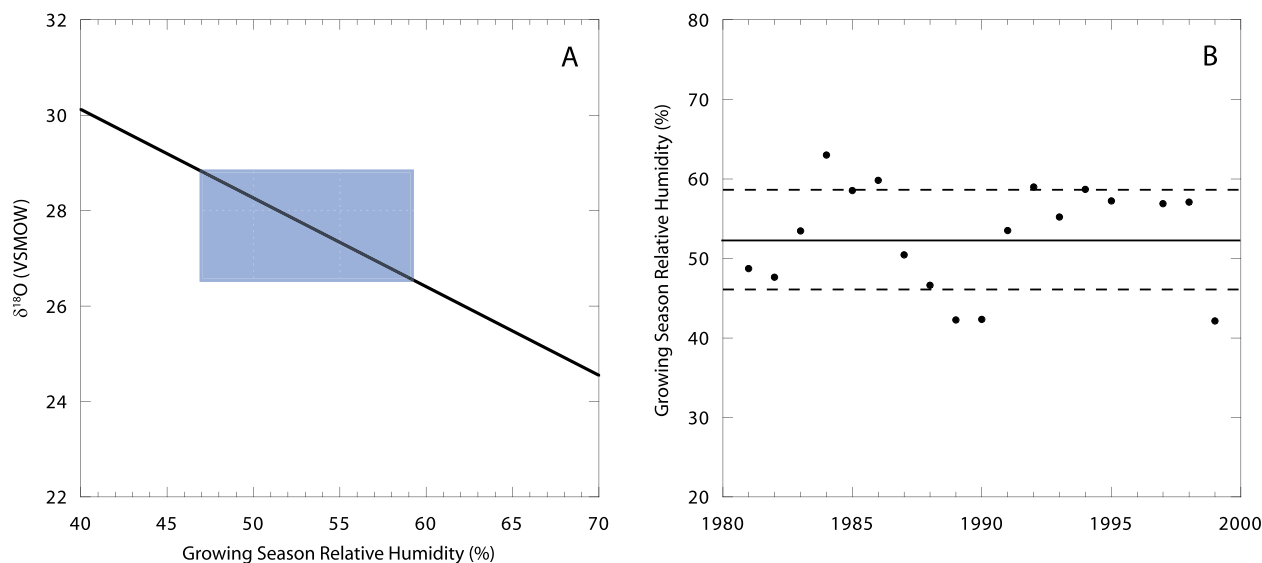 A
32
30
28
26
24
22
δ18O (VSMOW)
40 45 50 55 60 65 70
Growing Season Relative Humidity (%)
B
80
70
60
50
40
30
20
Growing Season Relative Humidity (%)
1980 1985 1990 1995 2000